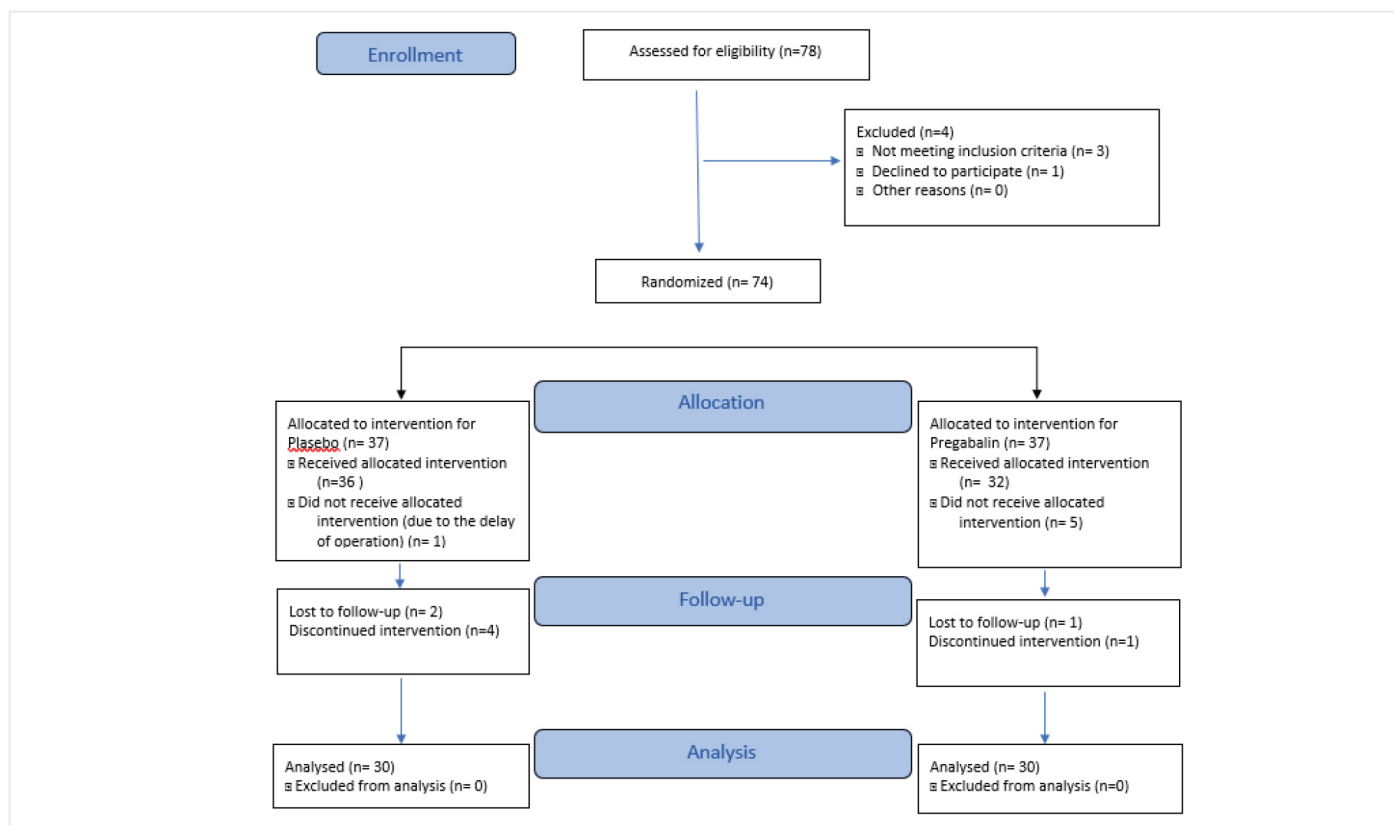 Enrollment
Assessed for eligibility (n=78)
Excluded (n=4)
Not meeting inclusion criteria (n= 3)
Declined to participate (n= 1)
Other reasons (n= 0)
Randomized (n= 74)
Allocation
Allocated to intervention for
Plasebo (n= 37)
Received allocated intervention
(n=36 )
Did not receive allocated
intervention (due to the delay
of operation) (n= 1)
Allocated to intervention for
Pregabalin (n= 37)
Received allocated intervention
(n= 32)
Did not receive allocated
intervention (n= 5)
Follow-up
Lost to follow-up (n= 2)
Discontinued intervention (n=4)
Lost to follow-up (n= 1)
Discontinued intervention (n=1)
Analysis
Analysed (n= 30)
Excluded from analysis (n= 0)
Analysed (n= 30)
Excluded from analysis (n=0)